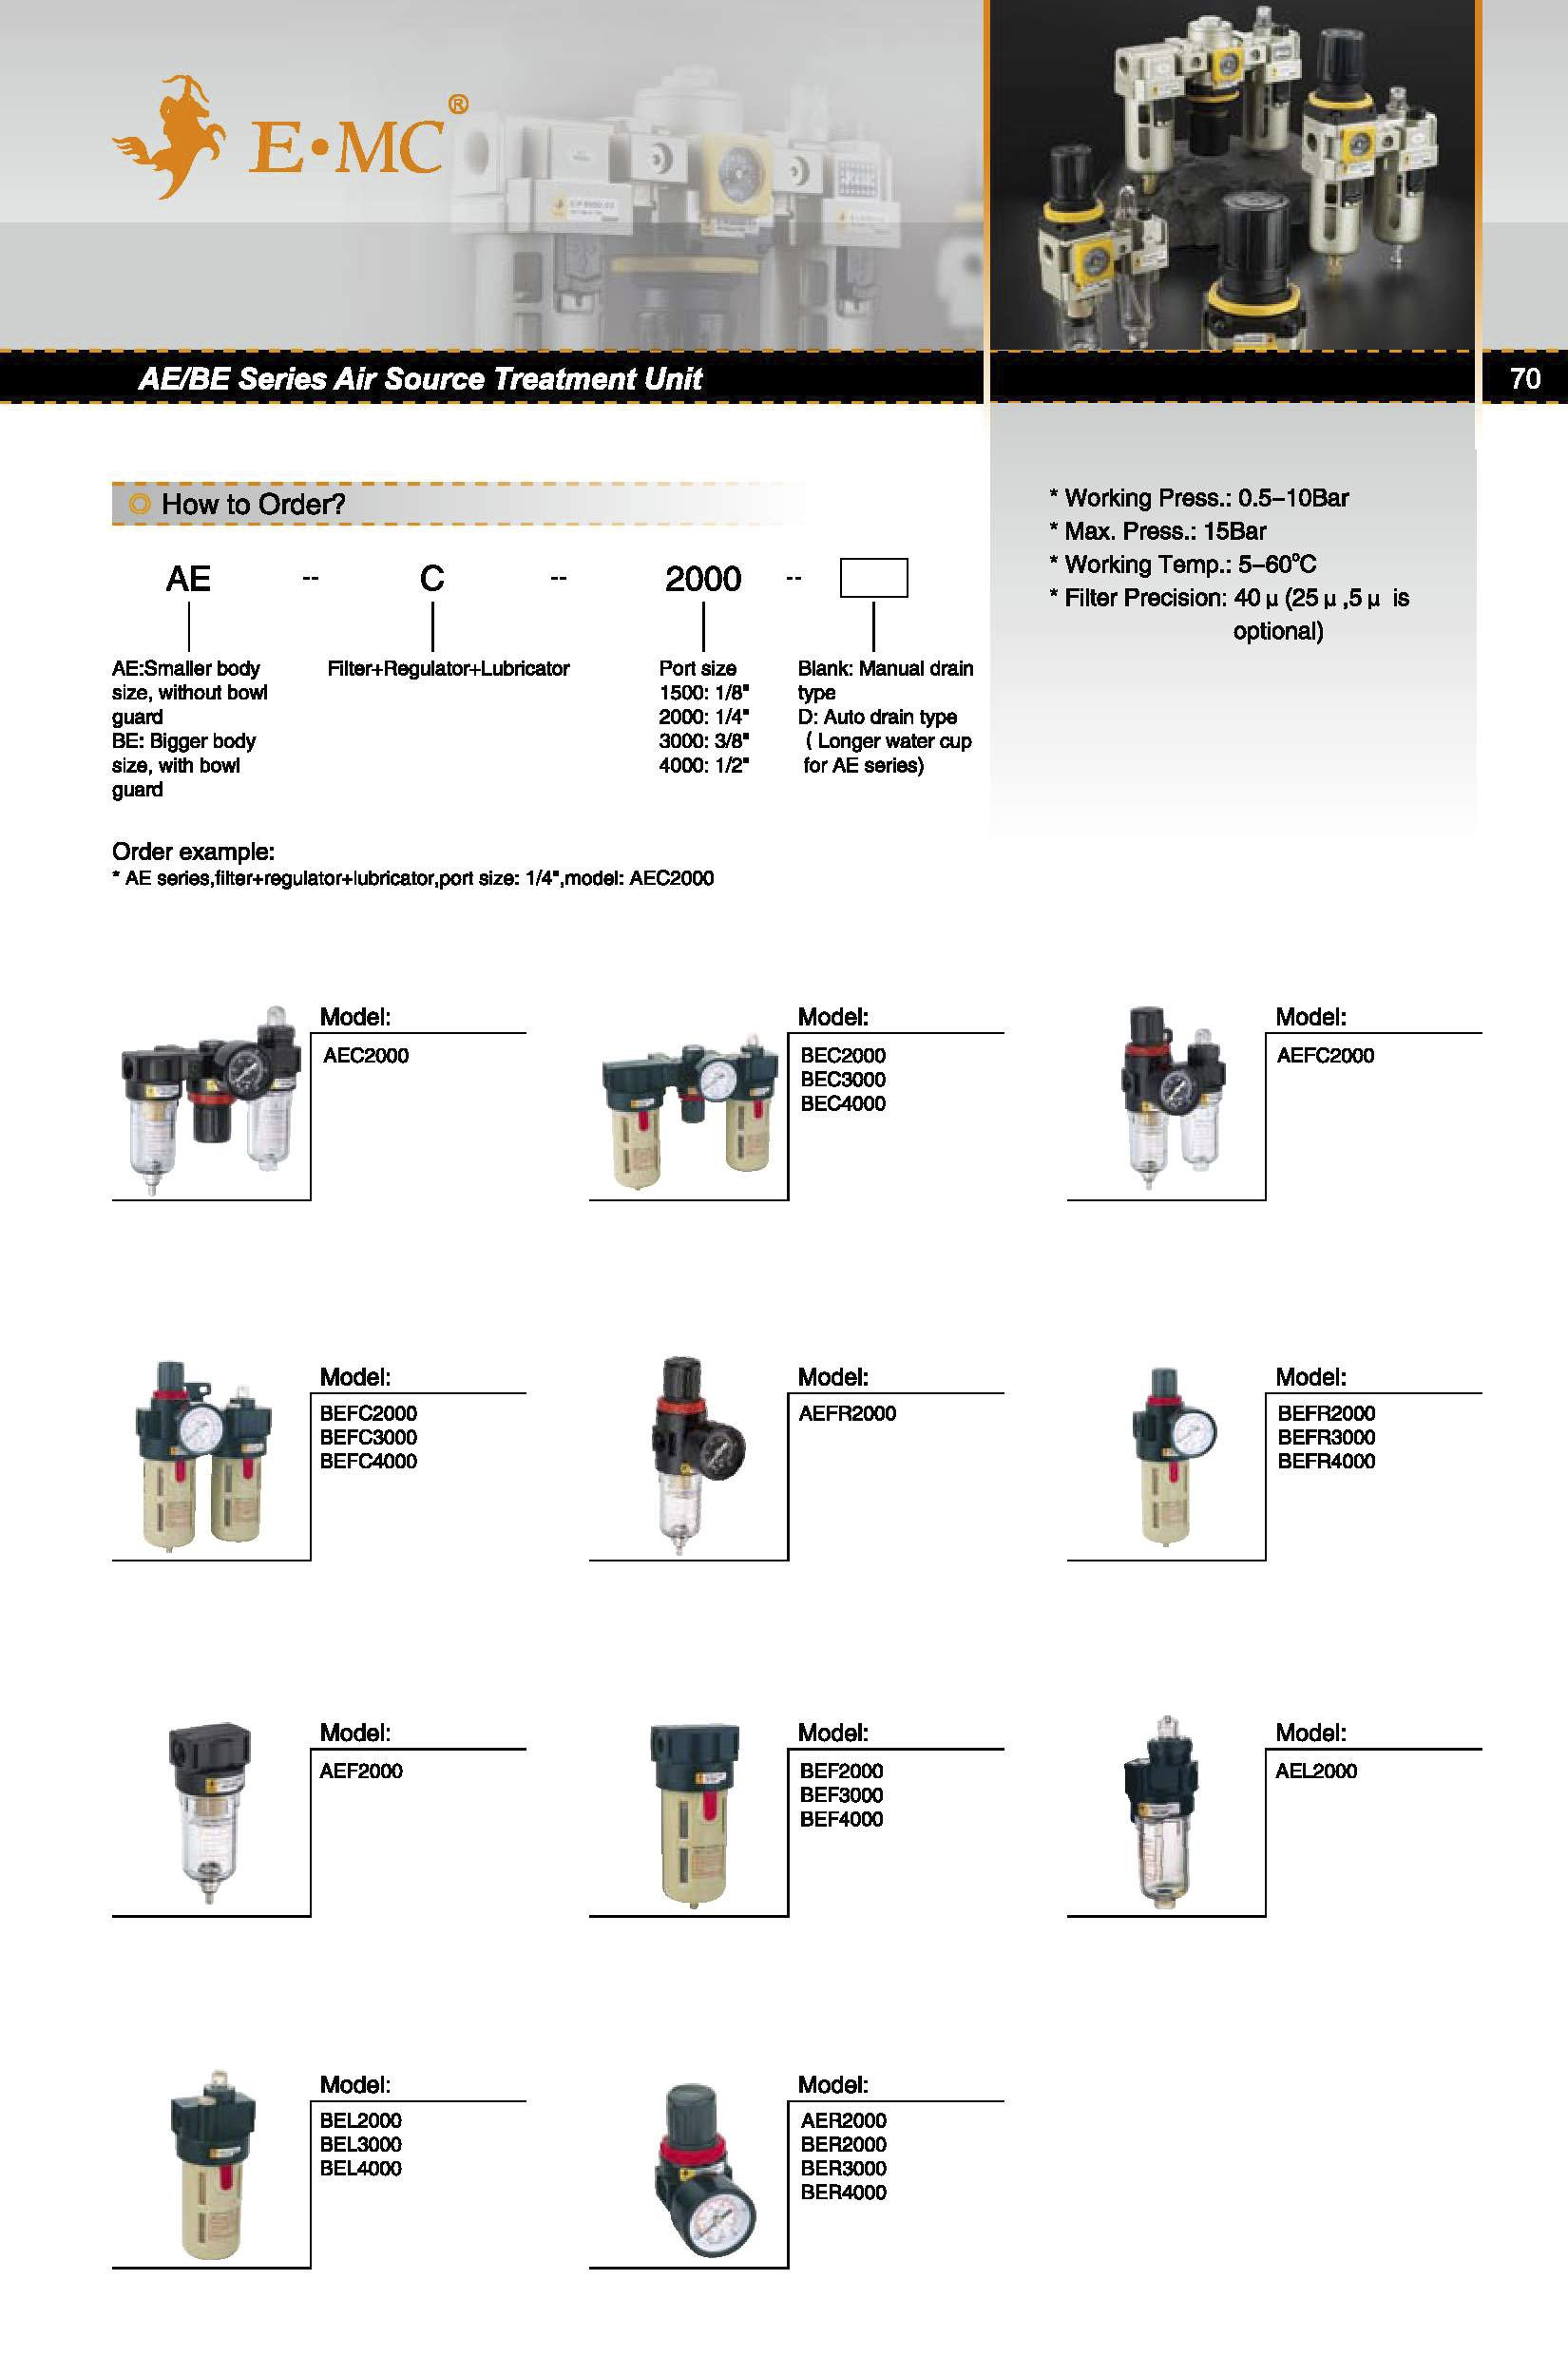 E·MC®
AE/BE Series Air Source Treatment Unit
70
How to Order?
AE -- C -- 2000 --
AE:Smaller body
size, without bowl
guard
BE: Bigger body
size, with bowl
guard
Filter+Regulator+Lubricator
Port size
1500: 1/8"
2000: 1/4"
3000: 3/8"
4000: 1/2"
Blank: Manual drain
type
D: Auto drain type
( Longer water cup
for AE series)
* Working Press.: 0.5–10Bar
* Max. Press.: 15Bar
* Working Temp.: 5–60°C
* Filter Precision: 40 μ (25 μ ,5 μ is
optional)
Order example:
* AE series,filter+regulator+lubricator,port size: 1/4",model: AEC2000
Model:
AEC2000
Model:
BEC2000
BEC3000
BEC4000
Model:
AEFC2000
Model:
BEFC2000
BEFC3000
BEFC4000
Model:
AEFR2000
Model:
BEFR2000
BEFR3000
BEFR4000
Model:
AEF2000
Model:
BEF2000
BEF3000
BEF4000
Model:
AEL2000
Model:
BEL2000
BEL3000
BEL4000
Model:
AER2000
BER2000
BER3000
BER4000